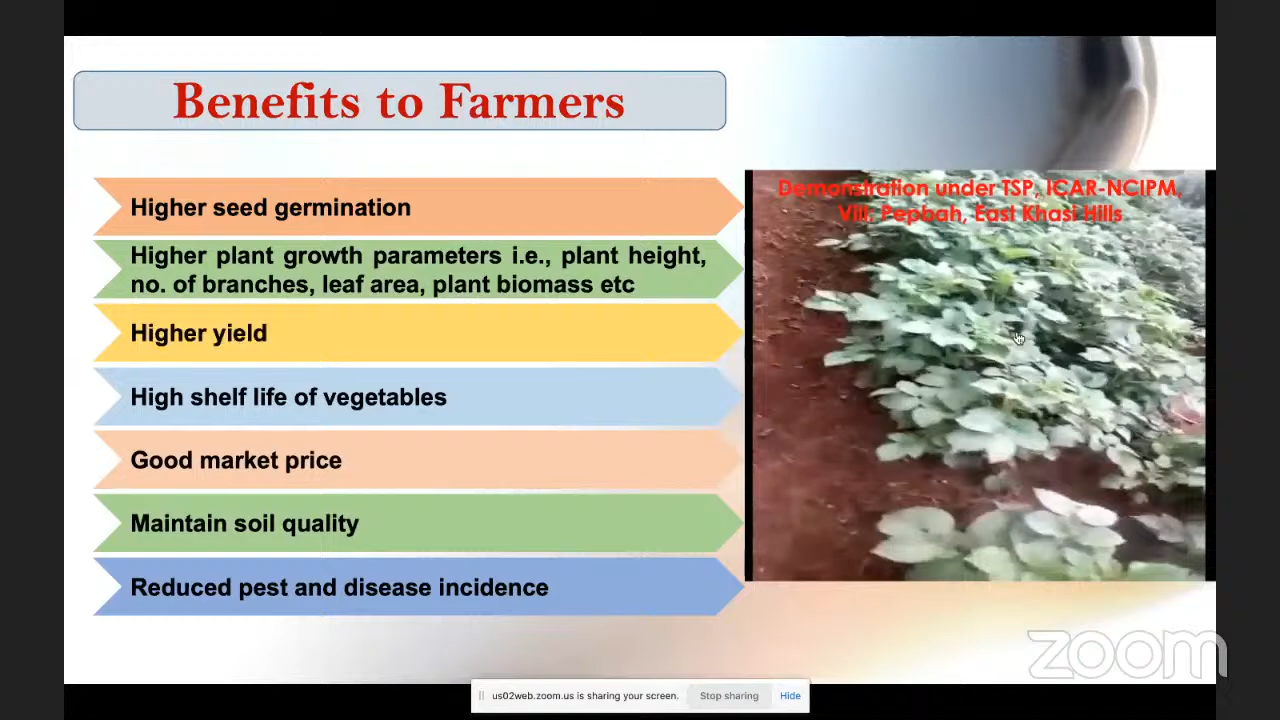 Benefits to Farmers
Demonstration under TSP, ICAR-NCIPM,
Vill. Pepbah, East Khasi Hills
Higher seed germination
Higher plant growth parameters i.e., plant height,
no. of branches, leaf area, plant biomass etc
Higher yield
High shelf life of vegetables
Good market price
Maintain soil quality
Reduced pest and disease incidence
zoom
us02web.zoom.us is sharing your screen.
Stop sharing
Hide